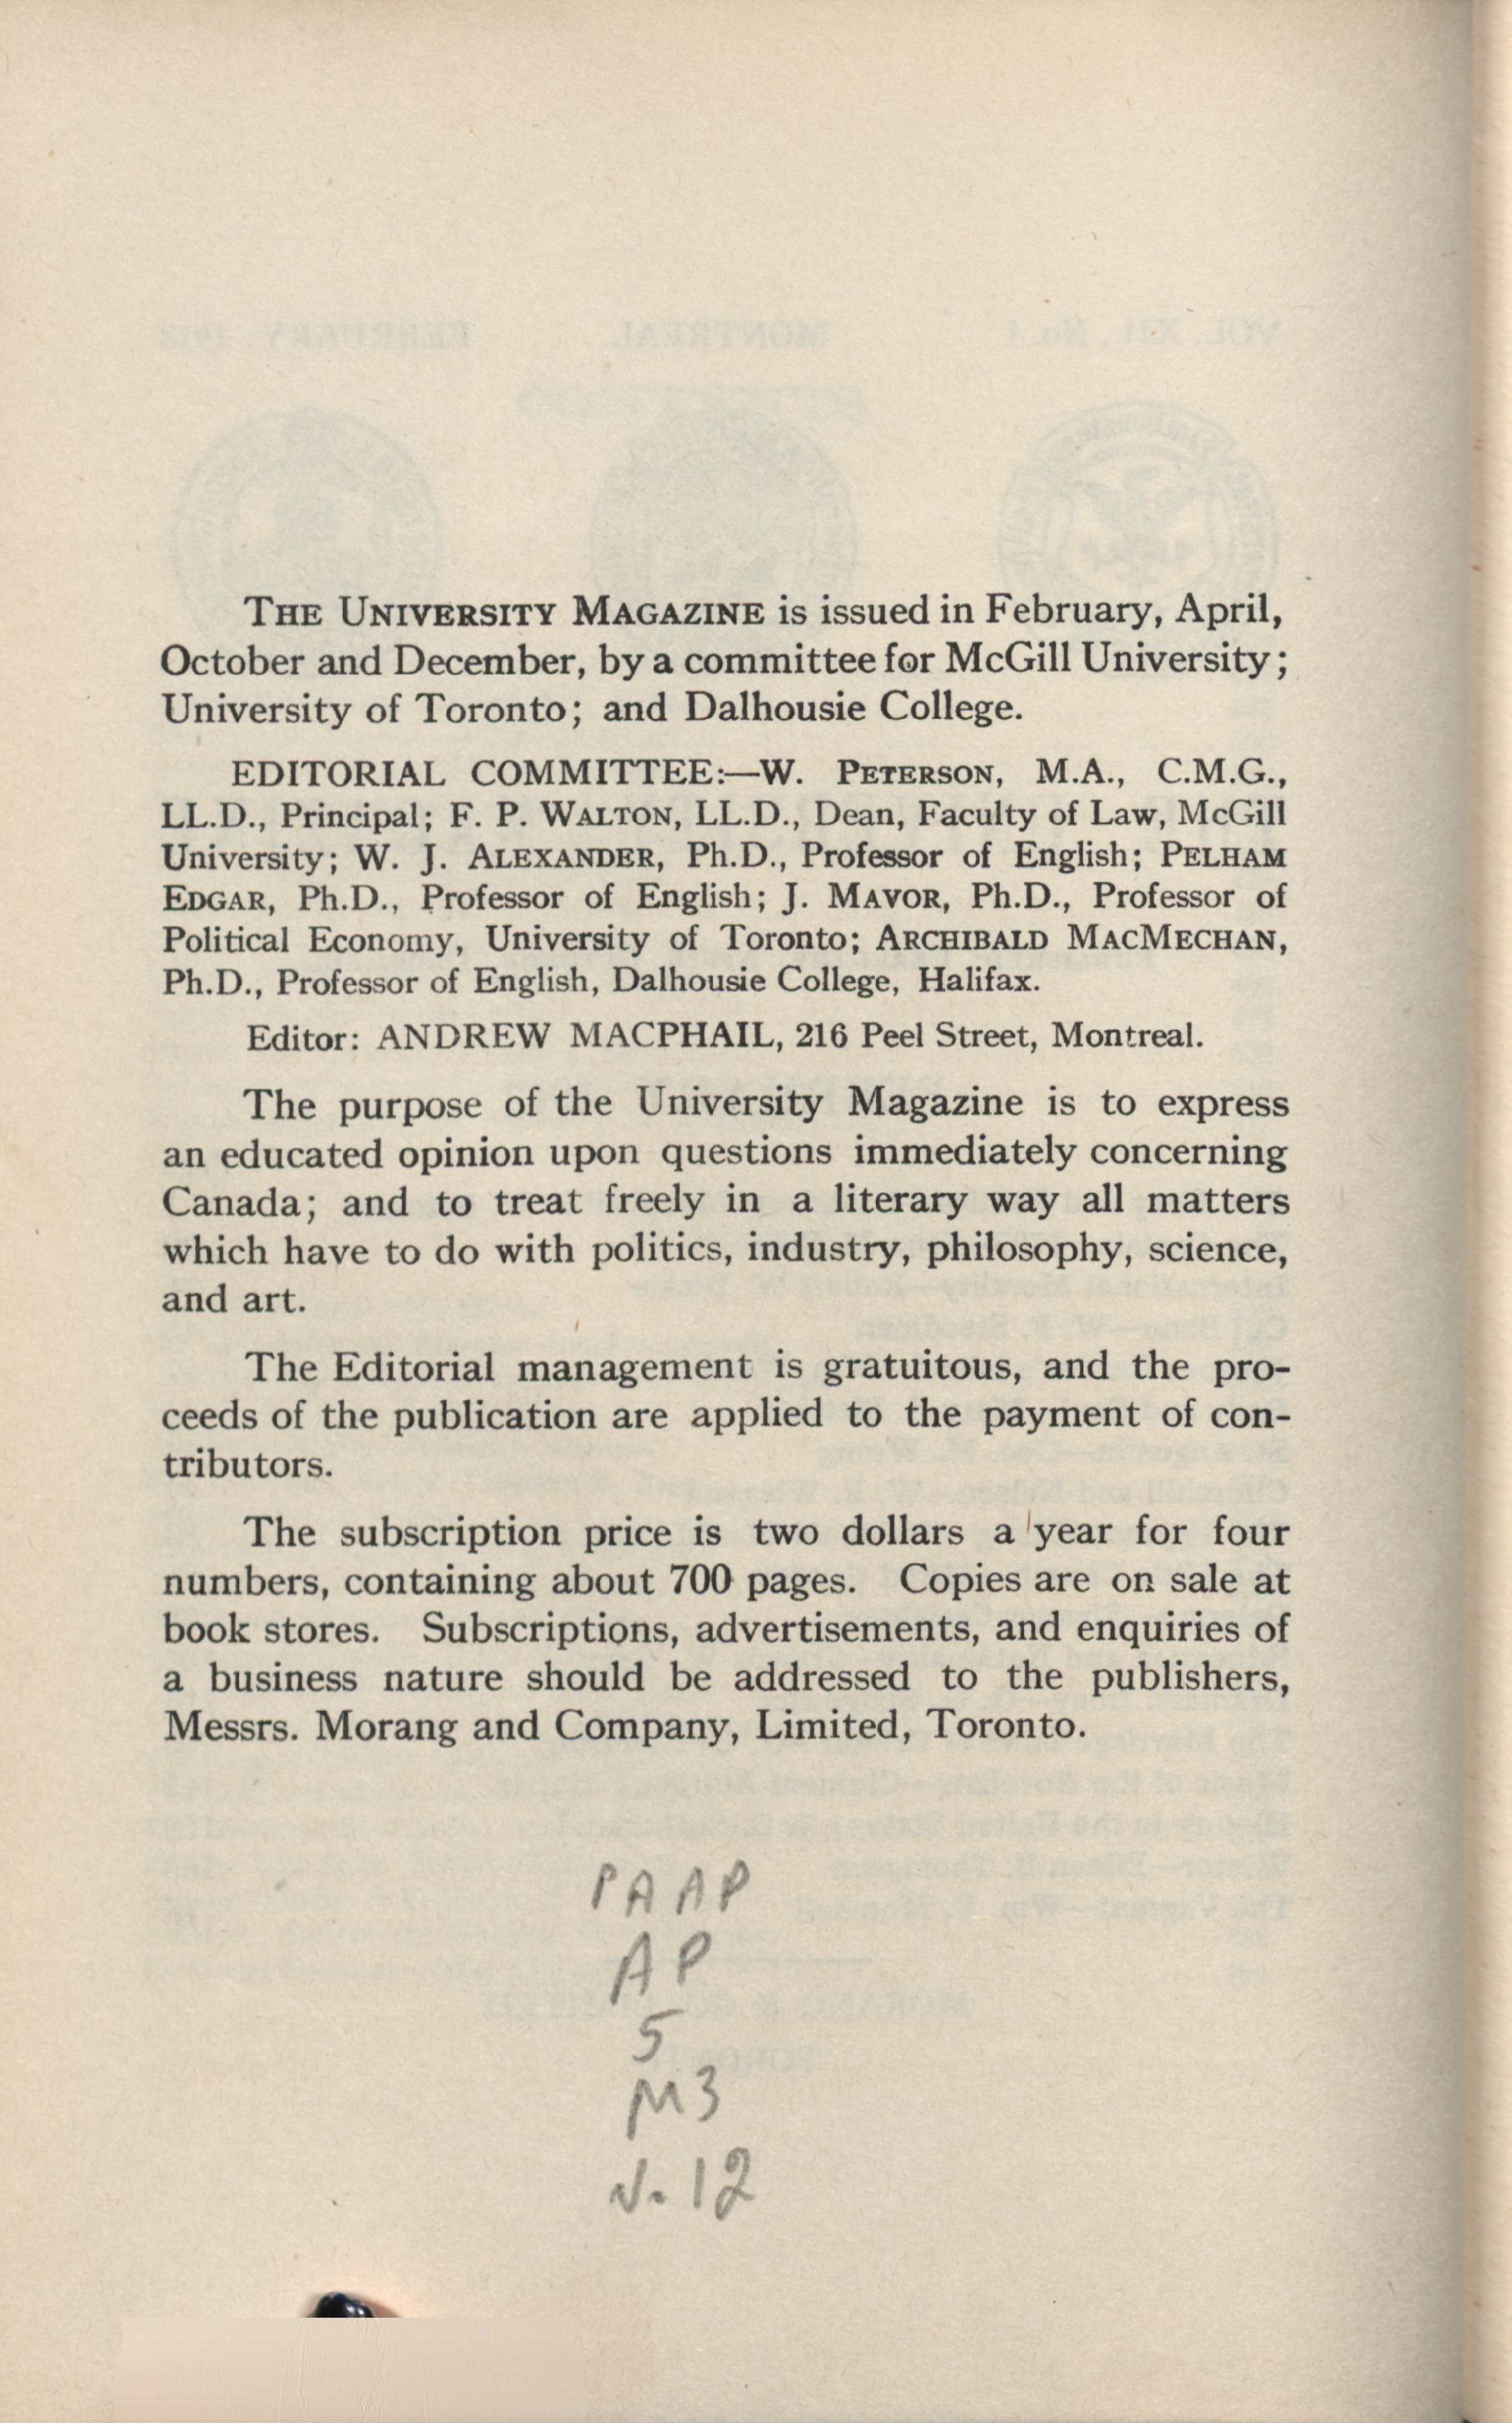 THE UNIVERSITY MAGAZINE is issued in February, April,
October and December, by a committee for McGill University;
University of Toronto; and Dalhousie College.
EDITORIAL COMMITTEE:—W. PETERSON, M.A., C.M.G.,
LL.D., Principal; F. P. WALTON, LL.D., Dean, Faculty of Law, McGill
University; W. J. ALEXANDER, Ph.D., Professor of English; PELHAM
EDGAR, Ph.D., Professor of English; J. MAVOR, Ph.D., Professor of
Political Economy, University of Toronto; ARCHIBALD MACMECHAN,
Ph.D., Professor of English, Dalhousie College, Halifax.
Editor: ANDREW MACPHAIL, 216 Peel Street, Montreal.
The purpose of the University Magazine is to express
an educated opinion upon questions immediately concerning
Canada; and to treat freely in a literary way all matters
which have to do with politics, industry, philosophy, science,
and art.
The Editorial management is gratuitous, and the pro-
ceeds of the publication are applied to the payment of con-
tributors.
The subscription price is two dollars a year for four
numbers, containing about 700 pages. Copies are on sale at
book stores. Subscriptions, advertisements, and enquiries of
a business nature should be addressed to the publishers,
Messrs. Morang and Company, Limited, Toronto.
PAAP
AP
5
M3
v. 12